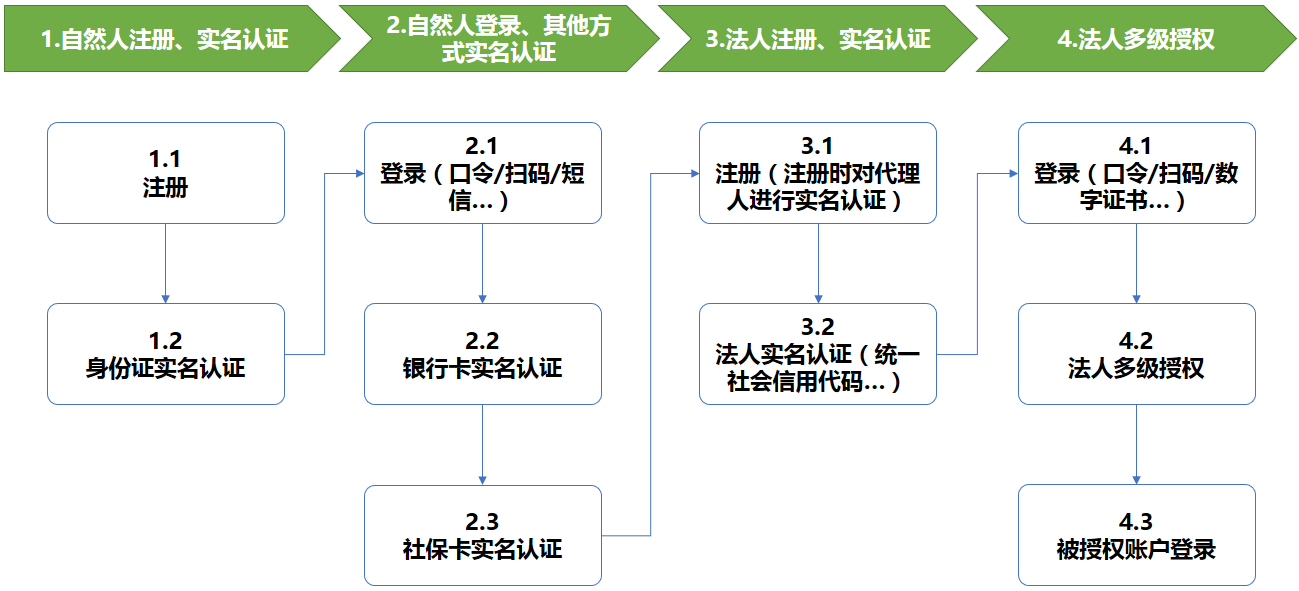 1.自然人注册、实名认证
2.自然人登录、其他方
式实名认证
3.法人注册、实名认证
4.法人多级授权
1.1
注册
1.2
身份证实名认证
2.1
登录（口令/扫码/短
信...）
2.2
银行卡实名认证
2.3
社保卡实名认证
3.1
注册（注册时对代理
人进行实名认证）
3.2
法人实名认证（统一
社会信用代码...）
4.1
登录（口令/扫码/数
字证书...）
4.2
法人多级授权
4.3
被授权账户登录